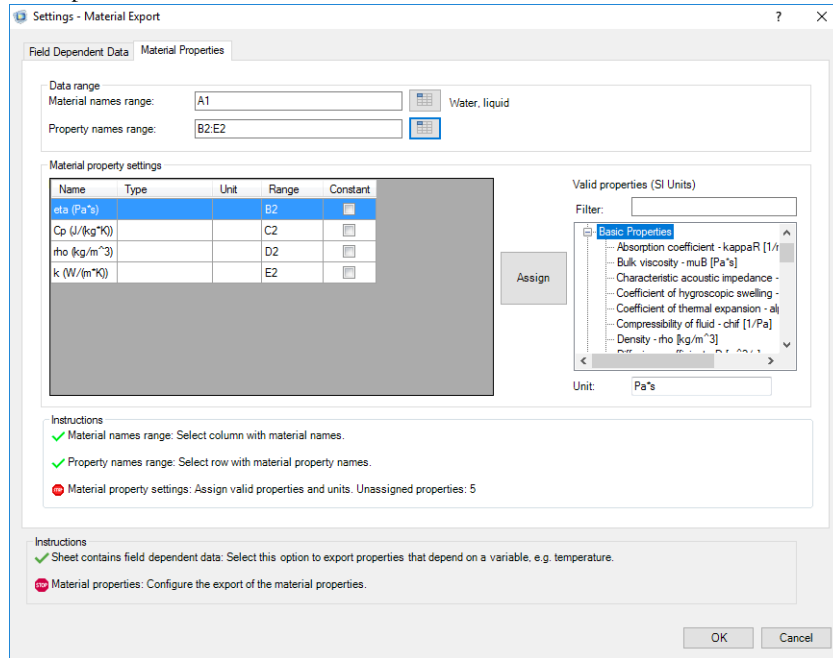 Settings - Material Export
Field Dependent Data Material Properties
Data range
Material names range: A1 Water, liquid
Property names range: B2:E2
Material property settings
Name Type Unit Range Constant
eta (Pa*s) B2
Cp (J/(kg*K)) C2
rho (kg/m^3) D2
k (W/(m*K)) E2
Assign
Valid properties (SI Units)
Filter:
Basic Properties
Absorption coefficient - kappaR [1/
Bulk viscosity - muB [Pa*s]
Characteristic acoustic impedance -
Coefficient of hygroscopic swelling -
Coefficient of thermal expansion - al
Compressibility of fluid - chif [1/Pa]
Density - rho [kg/m^3]
Unit: Pa*s
Instructions
Material names range: Select column with material names.
Property names range: Select row with material property names.
STOP Material property settings: Assign valid properties and units. Unassigned properties: 5
Instructions
Sheet contains field dependent data: Select this option to export properties that depend on a variable, e.g. temperature.
STOP Material properties: Configure the export of the material properties.
OK Cancel